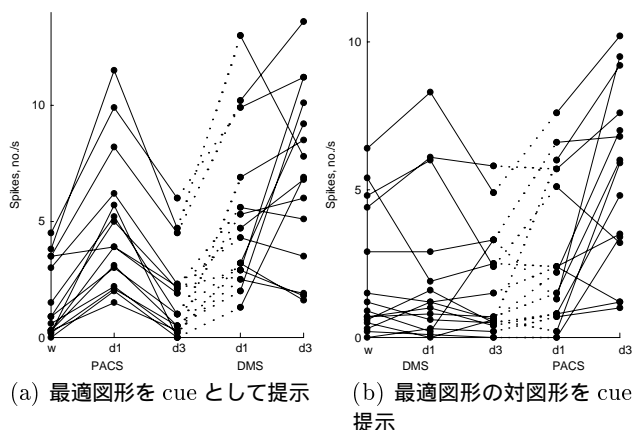 10
5
0
Spikes, no./s
w
d1
d3
d1
d3
PACS
DMS
(a) 最適図形を cue として提示
10
5
0
Spikes, no./s
w
d1
d3
d1
d3
DMS
PACS
(b) 最適図形の対図形を cue
提示